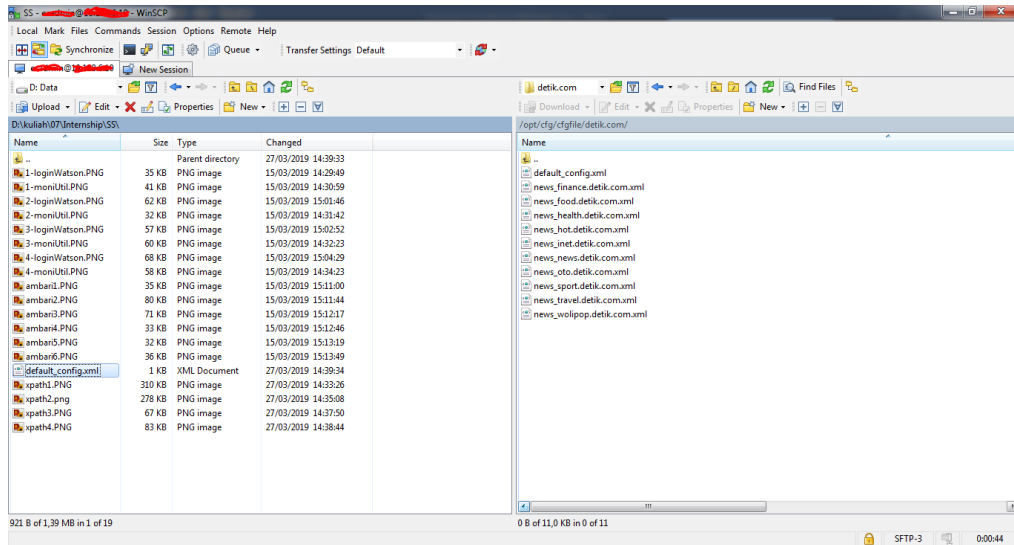 SS - - WinSCP
Local Mark Files Commands Session Options Remote Help
Synchronize Queue Transfer Settings Default
New Session
D: Data
Upload Edit Properties New
D:\kuliah\07\Internship\SS\
Name Size Type Changed
.. Parent directory 27/03/2019 14:39:33
1-loginWatson.PNG 35 KB PNG image 15/03/2019 14:29:49
1-moniUtil.PNG 41 KB PNG image 15/03/2019 14:30:59
2-loginWatson.PNG 62 KB PNG image 15/03/2019 15:01:46
2-moniUtil.PNG 32 KB PNG image 15/03/2019 14:31:42
3-loginWatson.PNG 57 KB PNG image 15/03/2019 15:02:52
3-moniUtil.PNG 60 KB PNG image 15/03/2019 14:32:23
4-loginWatson.PNG 68 KB PNG image 15/03/2019 15:04:29
4-moniUtil.PNG 58 KB PNG image 15/03/2019 14:34:23
ambari1.PNG 35 KB PNG image 15/03/2019 15:11:00
ambari2.PNG 80 KB PNG image 15/03/2019 15:11:44
ambari3.PNG 71 KB PNG image 15/03/2019 15:12:17
ambari4.PNG 33 KB PNG image 15/03/2019 15:12:46
ambari5.PNG 32 KB PNG image 15/03/2019 15:13:19
ambari6.PNG 36 KB PNG image 15/03/2019 15:13:49
default_config.xml 1 KB XML Document 27/03/2019 14:39:34
xpath1.PNG 310 KB PNG image 27/03/2019 14:33:26
xpath2.png 278 KB PNG image 27/03/2019 14:35:08
xpath3.PNG 67 KB PNG image 27/03/2019 14:37:50
xpath4.PNG 83 KB PNG image 27/03/2019 14:38:44
921 B of 1,39 MB in 1 of 19
detik.com Find Files
Download Edit Properties New
/opt/cfg/cfgfile/detik.com/
Name
..
default_config.xml
news_finance.detik.com.xml
news_food.detik.com.xml
news_health.detik.com.xml
news_hot.detik.com.xml
news_inet.detik.com.xml
news_news.detik.com.xml
news_oto.detik.com.xml
news_sport.detik.com.xml
news_travel.detik.com.xml
news_wolipop.detik.com.xml
0 B of 11,0 KB in 0 of 11
SFTP-3 0:00:44